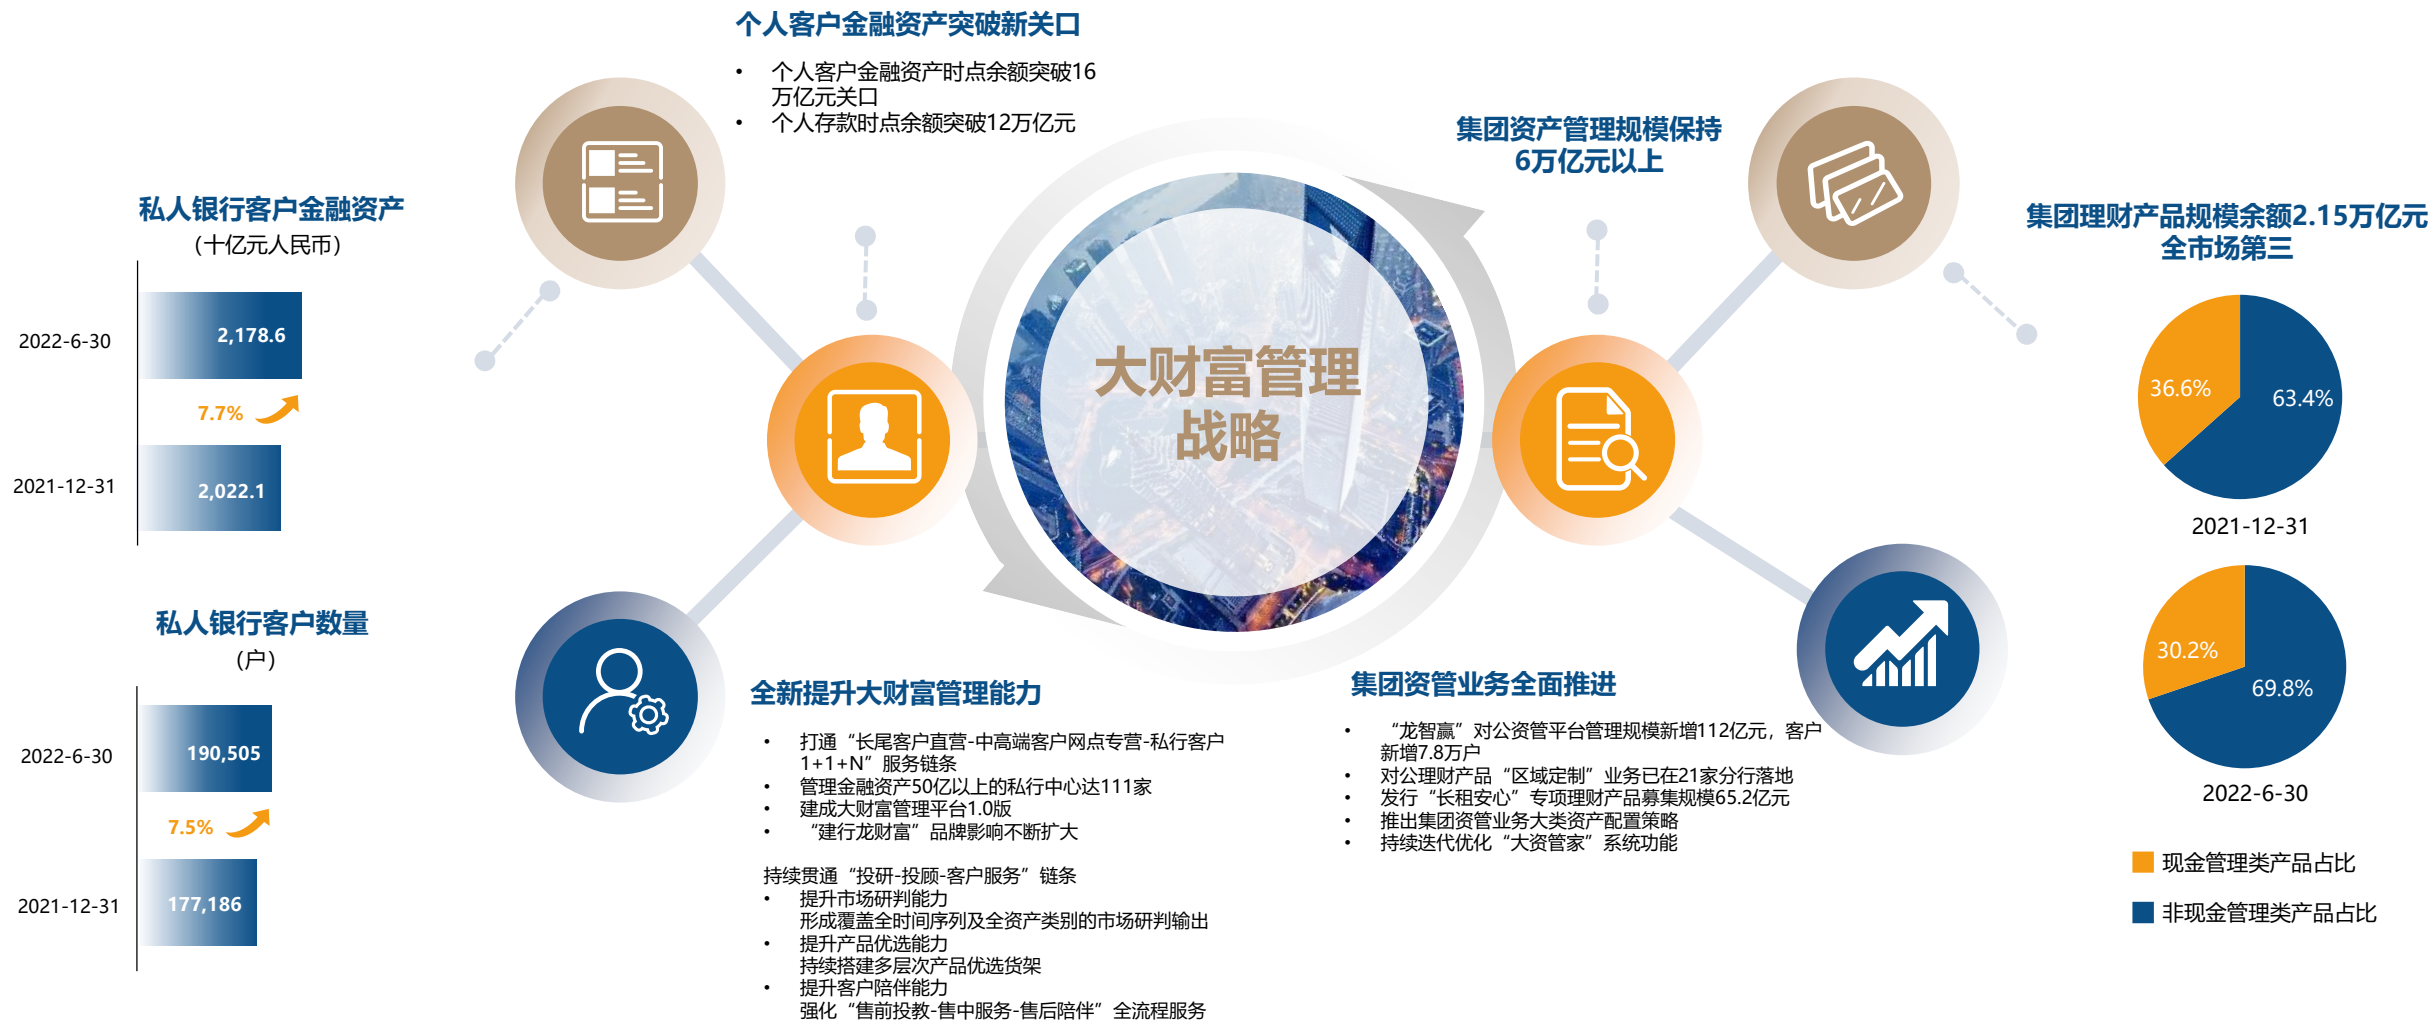 个人客户金融资产突破新关口
• 个人客户金融资产时点余额突破16
万亿元关口
• 个人存款时点余额突破12万亿元
私人银行客户金融资产
（十亿元人民币）
2022-6-30
2,178.6
7.7%
2021-12-31
2,022.1
私人银行客户数量
（户）
2022-6-30
190,505
7.5%
2021-12-31
177,186
大财富管理
战略
全新提升大财富管理能力
• 打通“长尾客户直营-中高端客户网点专营-私行客户
1+1+N”服务链条
• 管理金融资产50亿以上的私行中心达111家
• 建成大财富管理平台1.0版
• “建行龙财富”品牌影响不断扩大
持续贯通“投研-投顾-客户服务”链条
• 提升市场研判能力
形成覆盖全时间序列及全资产类别的市场研判输出
• 提升产品优选能力
持续搭建多层次产品优选货架
• 提升客户陪伴能力
强化“售前投教-售中服务-售后陪伴”全流程服务
集团资产管理规模保持
6万亿元以上
集团资管业务全面推进
• “龙智赢”对公资管平台管理规模新增112亿元，客户
新增7.8万户
• 对公理财产品“区域定制”业务已在21家分行落地
• 发行“长租安心”专项理财产品募集规模65.2亿元
• 推出集团资管业务大类资产配置策略
• 持续迭代优化“大资管家”系统功能
集团理财产品规模余额2.15万亿元
全市场第三
36.6%
63.4%
2021-12-31
30.2%
69.8%
2022-6-30
现金管理类产品占比
非现金管理类产品占比